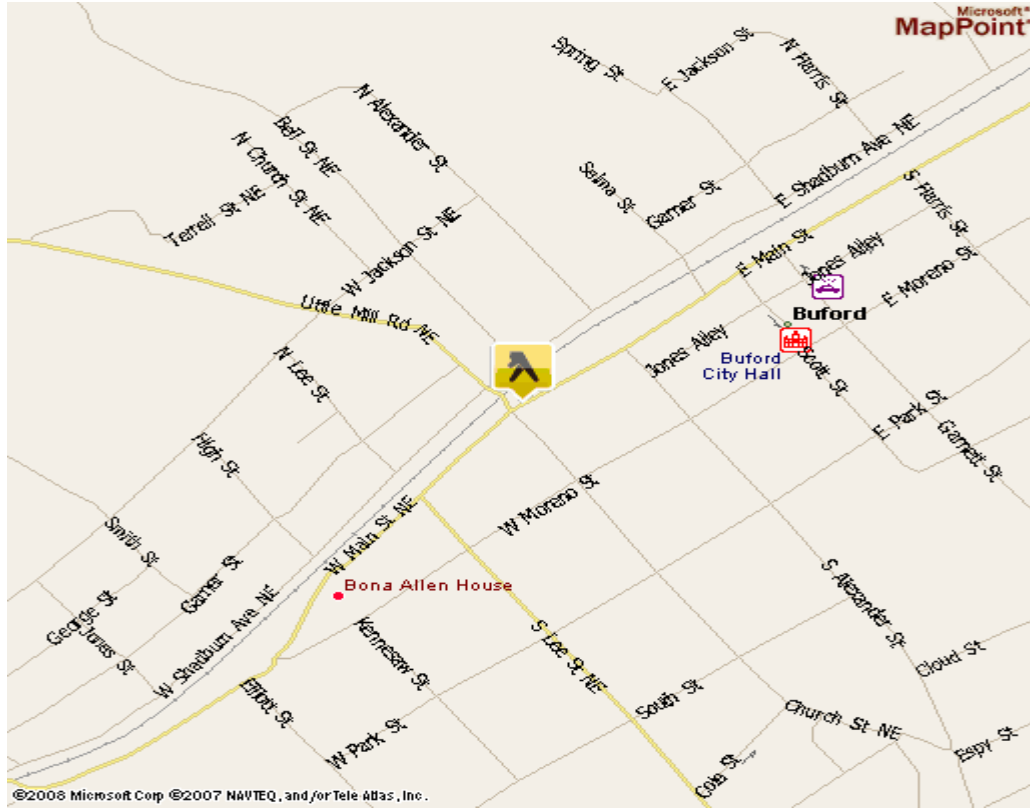 Microsoft®
MapPoint®
Spring St
E Jackson St
N Harris St
N Alexander St
Bell St NE
N Church St NE
Terrell St NE
E Shadburn Ave NE
Salma St
Garner St
S Harris St
W Jackson St NE
E Main St
Jones Alley
E Moreno St
Little Mill Rd NE
Buford
Jones Alley
Buford
City Hall
Scott St
N Lee St
E Park St
Garnett St
High St
W Moreno St
W Main St NE
Smith St
Garner St
Bona Allen House
S Alexander St
George St
Jonas St
W Shadburn Ave NE
Kennesaw St
S Lee St NE
Cloud St
Elliott St
South St
Church St NE
W Park St
Espy St
Cole St
©2008 Microsoft Corp ©2007 NAVTEQ, and/or Tele Atlas, Inc.